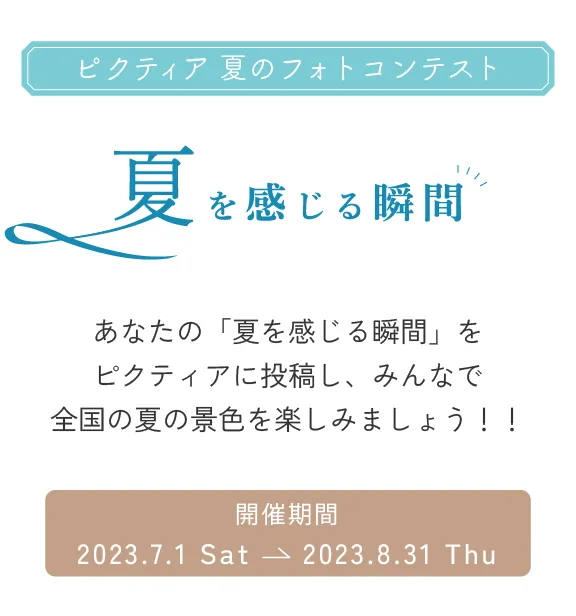 ピクティア 夏のフォトコンテスト
夏を感じる瞬間
あなたの「夏を感じる瞬間」を
ピクティアに投稿し、みんなで
全国の夏の景色を楽しみましょう！！
開催期間
2023.7.1 Sat → 2023.8.31 Thu